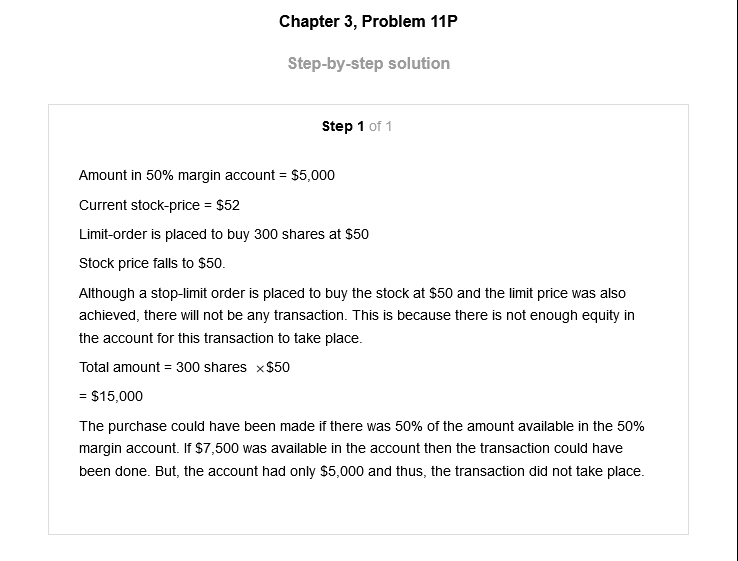 Chapter 3, Problem 11P
Step-by-step solution
Step 1 of 1
Amount in 50% margin account = $5,000
Current stock-price = $52
Limit-order is placed to buy 300 shares at $50
Stock price falls to $50.
Although a stop-limit order is placed to buy the stock at $50 and the limit price was also
achieved, there will not be any transaction. This is because there is not enough equity in
the account for this transaction to take place.
Total amount = 300 shares ×$50
= $15,000
The purchase could have been made if there was 50% of the amount available in the 50%
margin account. If $7,500 was available in the account then the transaction could have
been done. But, the account had only $5,000 and thus, the transaction did not take place.